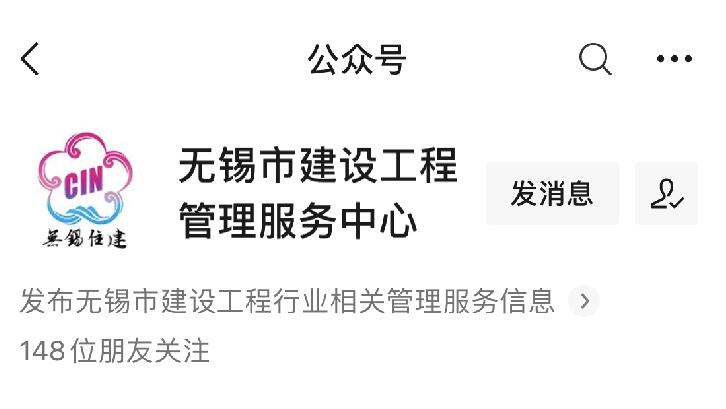 公众号
CIN
無錫住建
无锡市建设工程
管理服务中心
发消息
发布无锡市建设工程行业相关管理服务信息
148位朋友关注